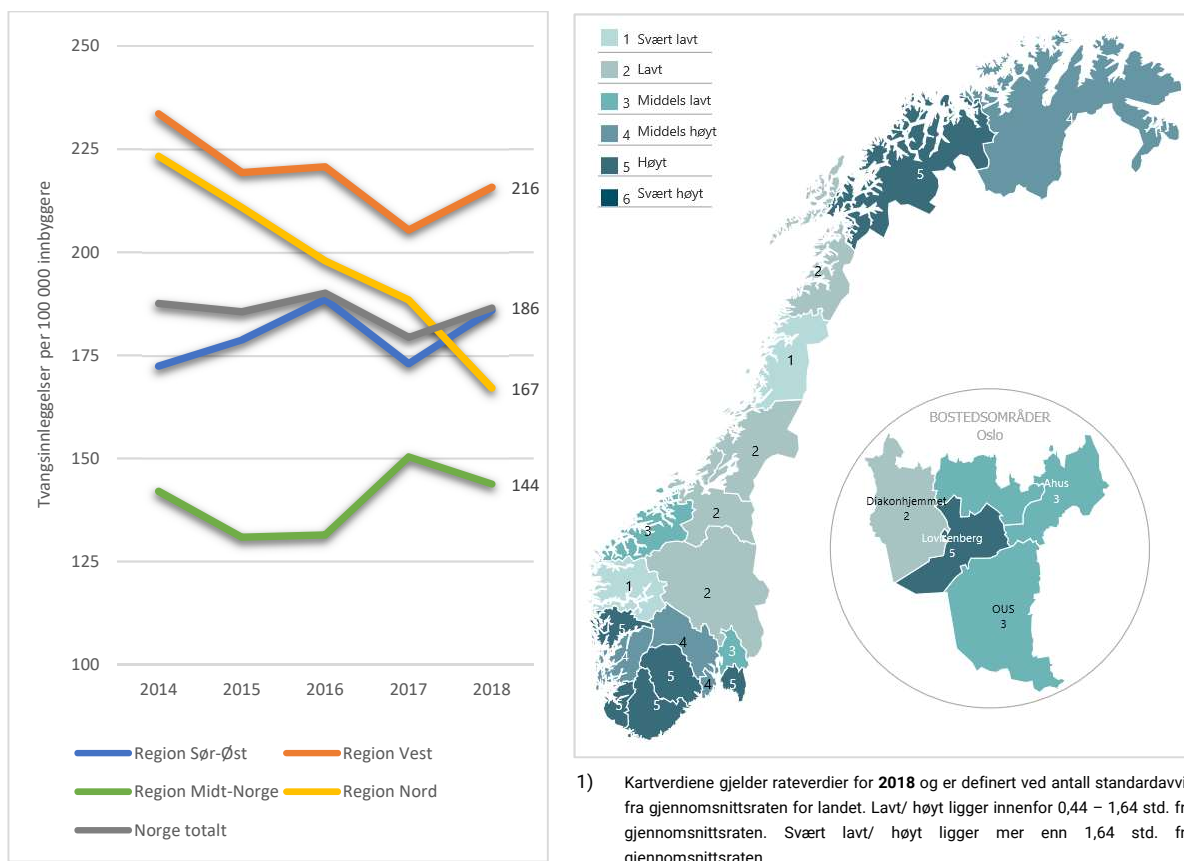 250
225
200
175
150
125
100
Tvangsinnleggelser per 100 000 innbyggere
216
186
167
144
2014 2015 2016 2017 2018
Region Sør-Øst Region Vest
Region Midt-Norge Region Nord
Norge totalt
1 Svært lavt
2 Lavt
3 Middels lavt
4 Middels høyt
5 Høyt
6 Svært høyt
4
5
2
1
2
2
3
1
2
5
4
4
3
5
4
5
5
5
BOSTEDSOMRÅDER
Oslo
Ahus
3
Diakonhjemmet
2
Lovisenberg
5
OUS
3
1) Kartverdiene gjelder rateverdier for 2018 og er definert ved antall standardavvi
fra gjennomsnittsraten for landet. Lavt/ høyt ligger innenfor 0,44 – 1,64 std. fr
gjennomsnittsraten. Svært lavt/ høyt ligger mer enn 1,64 std. fr
gjennomsnittsraten